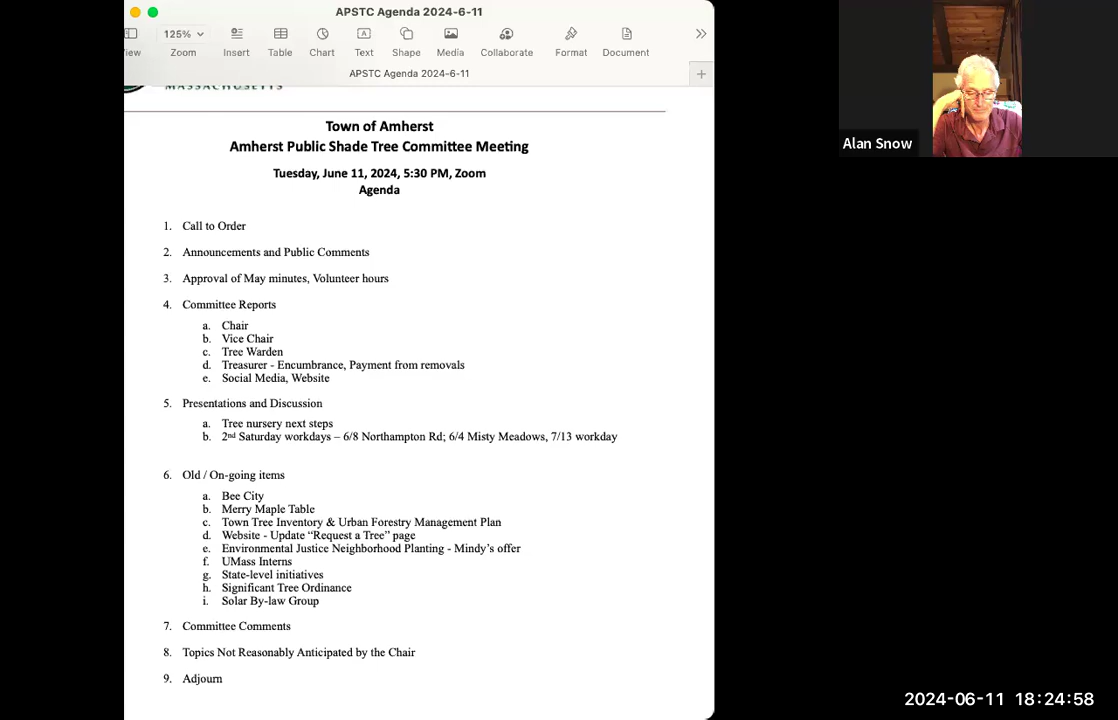 APSTC Agenda 2024-6-11
125%
iew
Zoom
Insert
Table
Chart
Text
Shape
Media
Collaborate
Format
Document
APSTC Agenda 2024-6-11
MASSACHUSETTS
Town of Amherst
Amherst Public Shade Tree Committee Meeting
Tuesday, June 11, 2024, 5:30 PM, Zoom
Agenda
1. Call to Order
2. Announcements and Public Comments
3. Approval of May minutes, Volunteer hours
4. Committee Reports
a. Chair
b. Vice Chair
c. Tree Warden
d. Treasurer - Encumbrance, Payment from removals
e. Social Media, Website
5. Presentations and Discussion
a. Tree nursery next steps
b. 2nd Saturday workdays – 6/8 Northampton Rd; 6/4 Misty Meadows, 7/13 workday
6. Old / On-going items
a. Bee City
b. Merry Maple Table
c. Town Tree Inventory & Urban Forestry Management Plan
d. Website - Update “Request a Tree” page
e. Environmental Justice Neighborhood Planting - Mindy’s offer
f. UMass Interns
g. State-level initiatives
h. Significant Tree Ordinance
i. Solar By-law Group
7. Committee Comments
8. Topics Not Reasonably Anticipated by the Chair
9. Adjourn
Alan Snow
2024-06-11 18:24:58